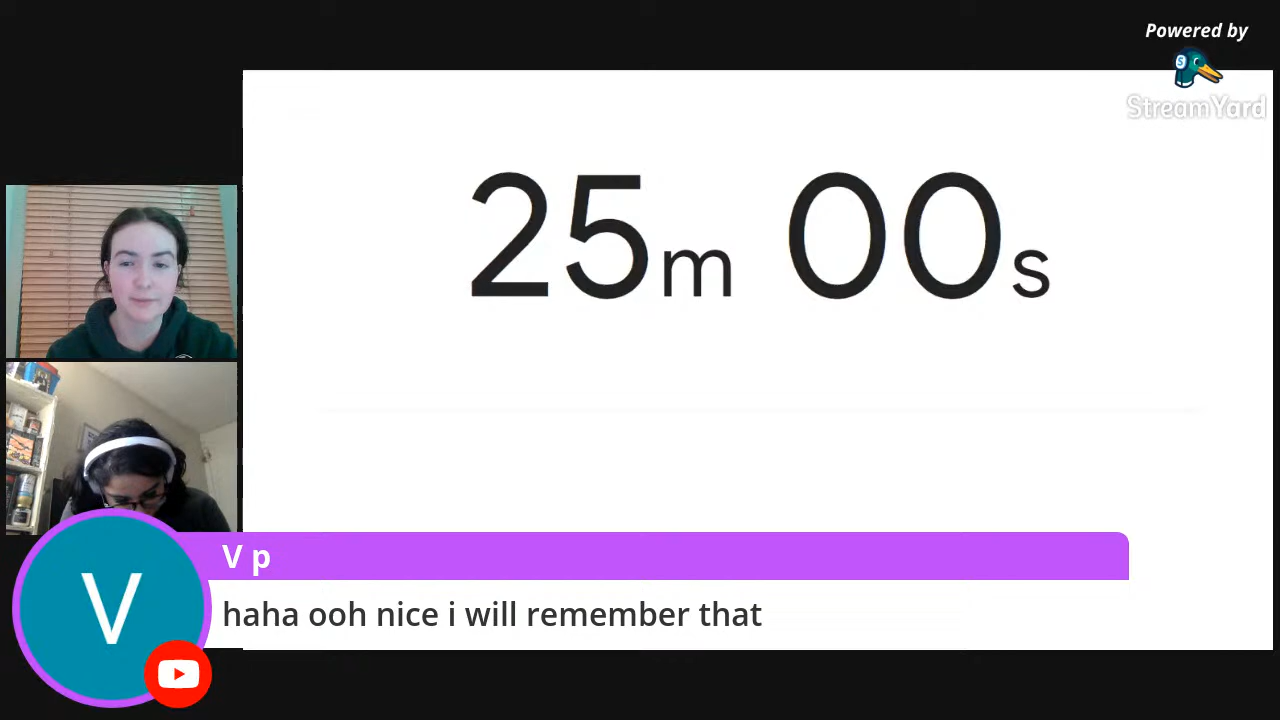 Powered by
StreamYard
25m 00s
V p
V
haha ooh nice i will remember that